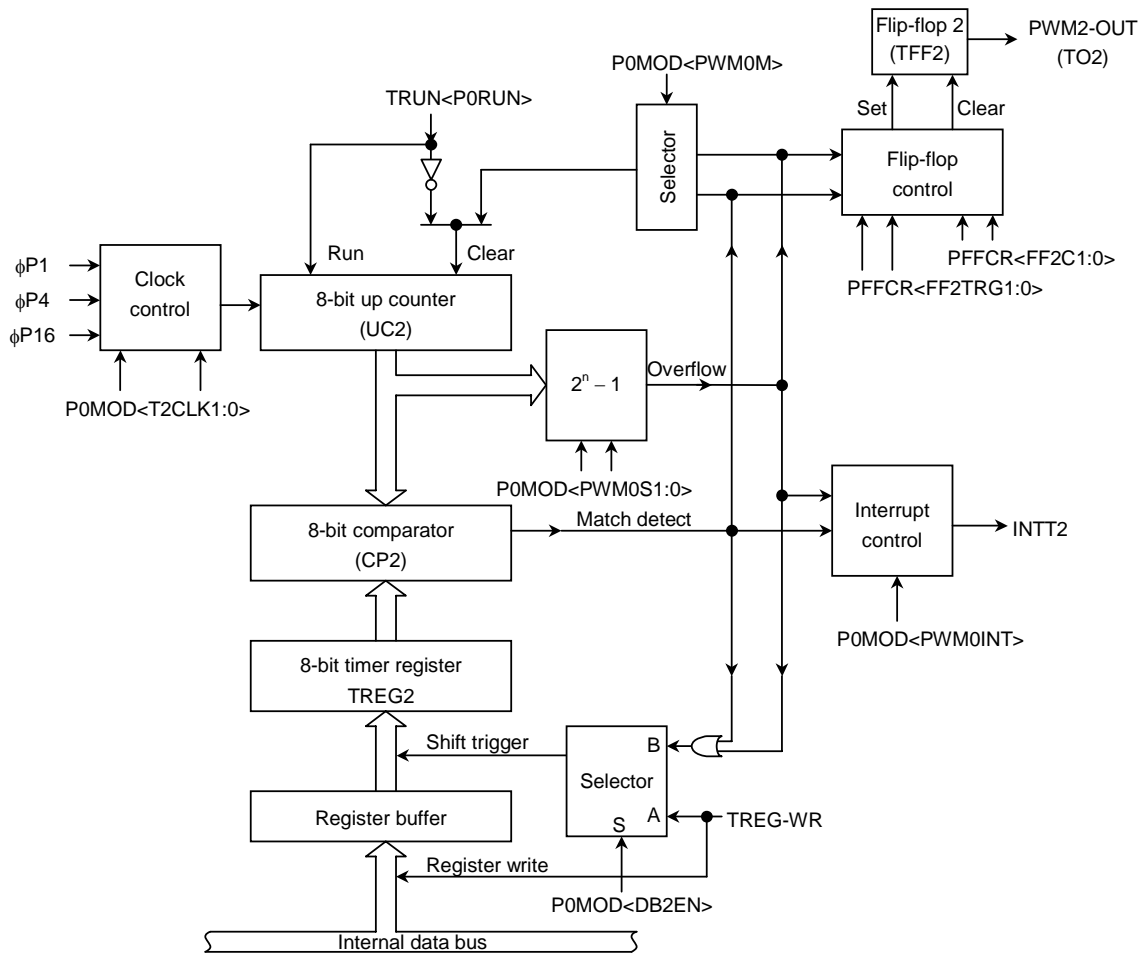 Flip-flop 2
(TFF2)
PWM2-OUT
(TO2)
P0MOD<PWM0M>
TRUN<P0RUN>
Set
Clear
Selector
Flip-flop
control
Run
Clear
PFFCR<FF2C1:0>
PFFCR<FF2TRG1:0>
ϕP1
ϕP4
ϕP16
Clock
control
8-bit up counter
(UC2)
2ⁿ – 1
Overflow
P0MOD<T2CLK1:0>
P0MOD<PWM0S1:0>
8-bit comparator
(CP2)
Match detect
Interrupt
control
INTT2
P0MOD<PWM0INT>
8-bit timer register
TREG2
Shift trigger
B
Selector
A
S
TREG-WR
Register buffer
Register write
P0MOD<DB2EN>
Internal data bus